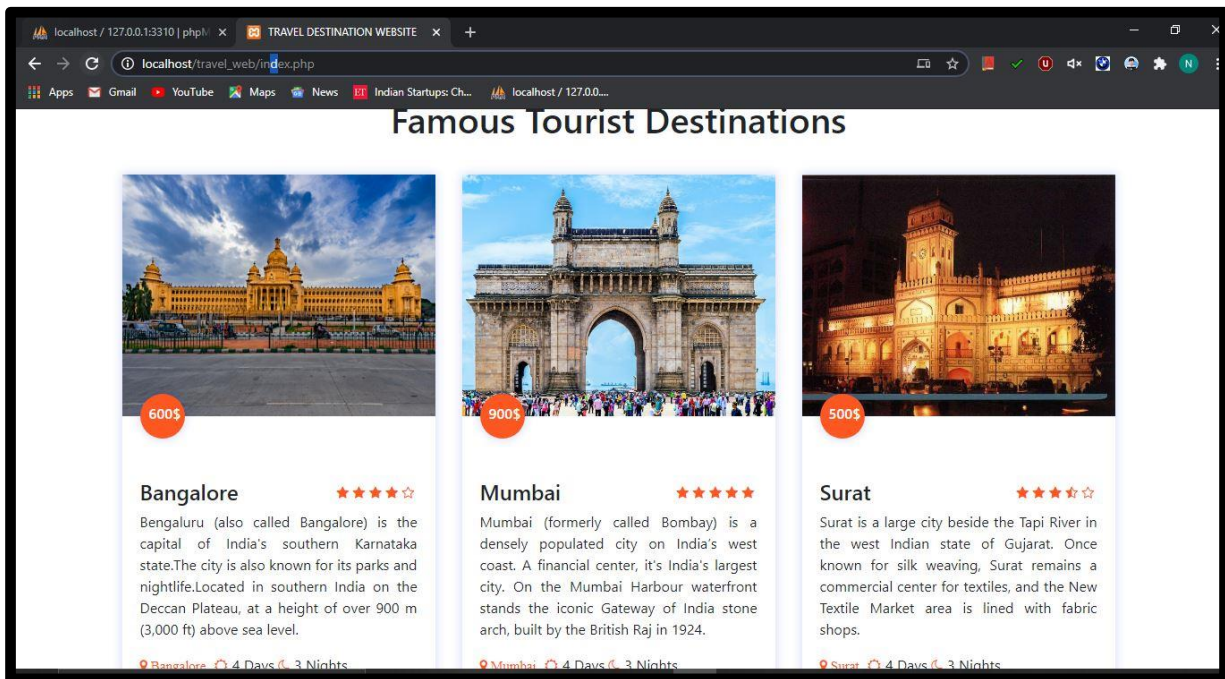 localhost / 127.0.0.1:3310 | phpM
TRAVEL DESTINATION WEBSITE
localhost/travel_web/index.php
N
Apps Gmail YouTube Maps News ET Indian Startups: Ch... localhost / 127.0.0....
Famous Tourist Destinations
600$
900$
500$
Bangalore
Bengaluru (also called Bangalore) is the
capital of India's southern Karnataka
state.The city is also known for its parks and
nightlife.Located in southern India on the
Deccan Plateau, at a height of over 900 m
(3,000 ft) above sea level.
Bangalore 4 Days 3 Nights
Mumbai
Mumbai (formerly called Bombay) is a
densely populated city on India's west
coast. A financial center, it's India's largest
city. On the Mumbai Harbour waterfront
stands the iconic Gateway of India stone
arch, built by the British Raj in 1924.
Mumbai 4 Days 3 Nights
Surat
Surat is a large city beside the Tapi River in
the west Indian state of Gujarat. Once
known for silk weaving, Surat remains a
commercial center for textiles, and the New
Textile Market area is lined with fabric
shops.
Surat 4 Days 3 Nights